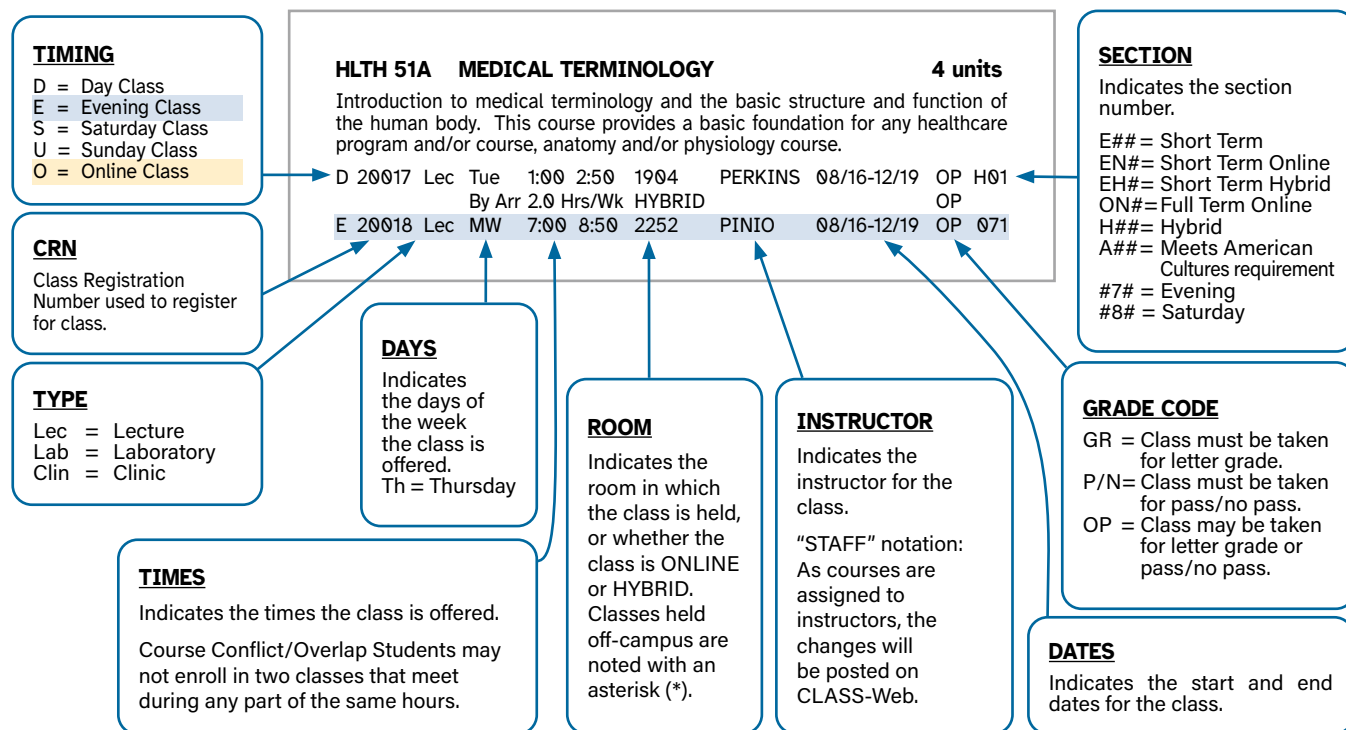 TIMING
D = Day Class
E = Evening Class
S = Saturday Class
U = Sunday Class
O = Online Class
CRN
Class Registration
Number used to register
for class.
TYPE
Lec = Lecture
Lab = Laboratory
Clin = Clinic
HLTH 51A MEDICAL TERMINOLOGY 4 units
Introduction to medical terminology and the basic structure and function of
the human body. This course provides a basic foundation for any healthcare
program and/or course, anatomy and/or physiology course.
D 20017 Lec Tue 1:00 2:50 1904 PERKINS 08/16-12/19 OP H01
By Arr 2.0 Hrs/Wk HYBRID OP
E 20018 Lec MW 7:00 8:50 2252 PINIO 08/16-12/19 OP 071
SECTION
Indicates the section
number.
E##= Short Term
EN#= Short Term Online
EH#= Short Term Hybrid
ON#=Full Term Online
H##= Hybrid
A##= Meets American
Cultures requirement
#7# = Evening
#8# = Saturday
DAYS
Indicates
the days of
the week
the class is
offered.
Th = Thursday
TIMES
Indicates the times the class is offered.
Course Conflict/Overlap Students may
not enroll in two classes that meet
during any part of the same hours.
ROOM
Indicates the
room in which
the class is held,
or whether the
class is ONLINE
or HYBRID.
Classes held
off-campus are
noted with an
asterisk (*).
INSTRUCTOR
Indicates the
instructor for the
class.
"STAFF" notation:
As courses are
assigned to
instructors, the
changes will
be posted on
CLASS-Web.
GRADE CODE
GR = Class must be taken
for letter grade.
P/N= Class must be taken
for pass/no pass.
OP = Class may be taken
for letter grade or
pass/no pass.
DATES
Indicates the start and end
dates for the class.